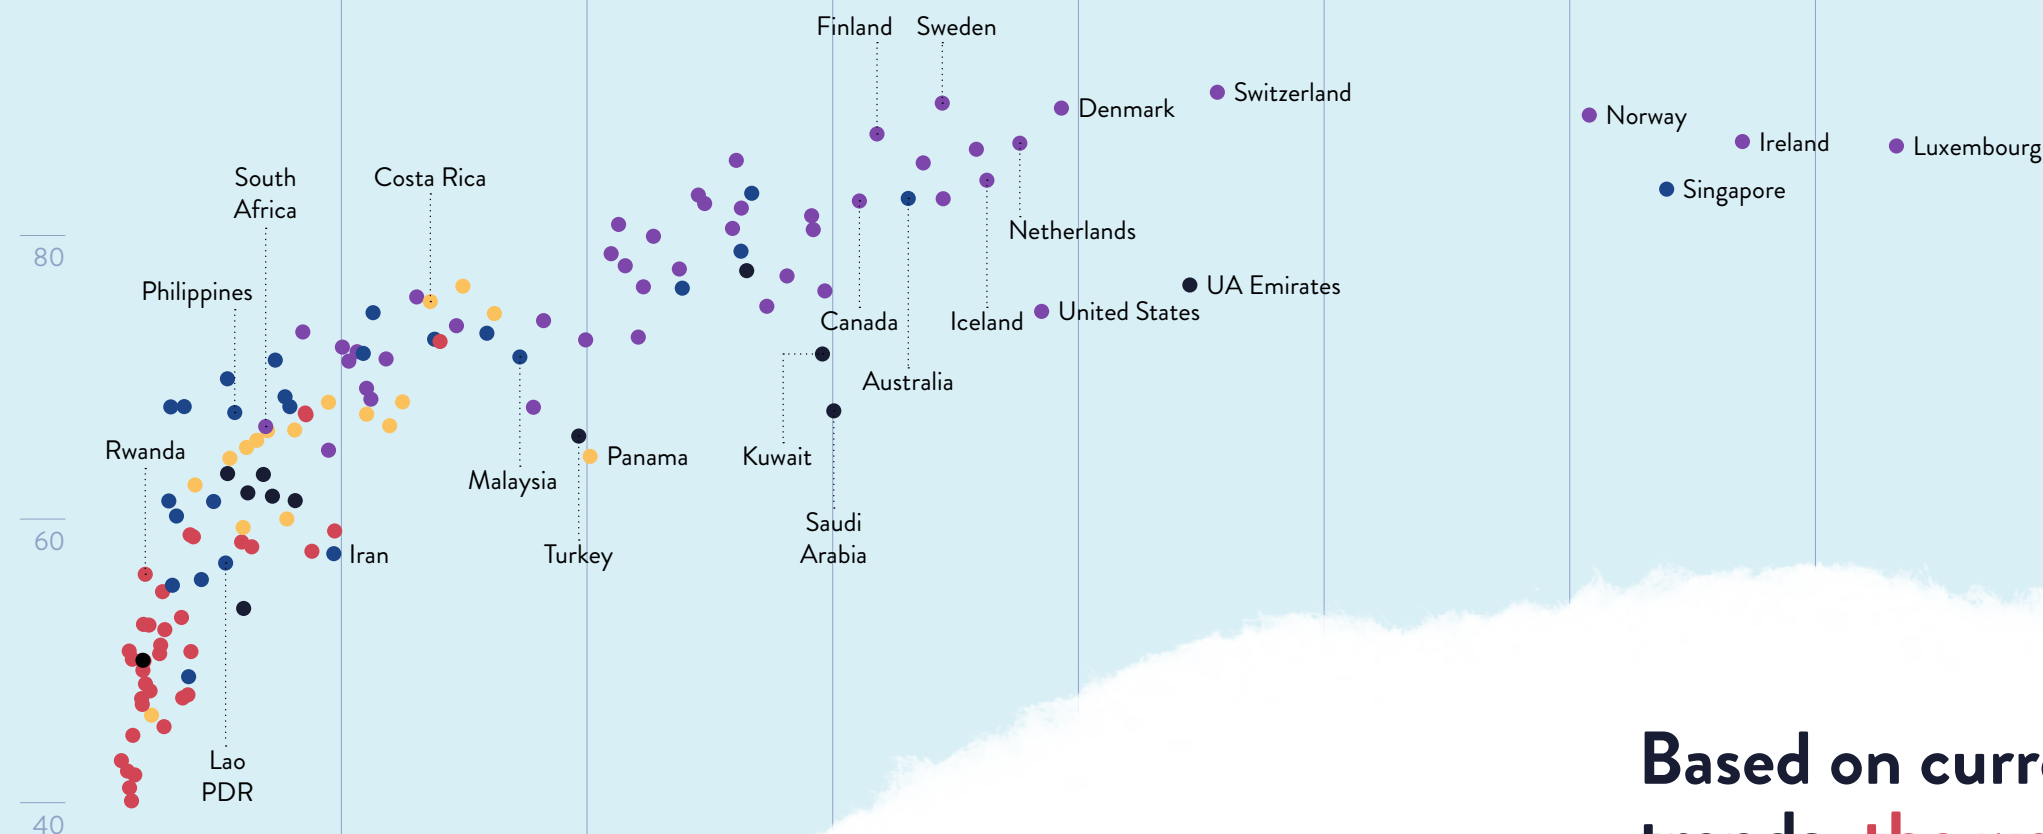 Finland
Sweden
Denmark
Switzerland
Norway
Ireland
Luxembourg
South
Africa
Costa Rica
Singapore
Netherlands
80
Philippines
UA Emirates
Canada
Iceland
United States
Australia
Rwanda
Malaysia
Panama
Kuwait
Saudi
Arabia
60
Iran
Turkey
Lao
PDR
Based on curr
40